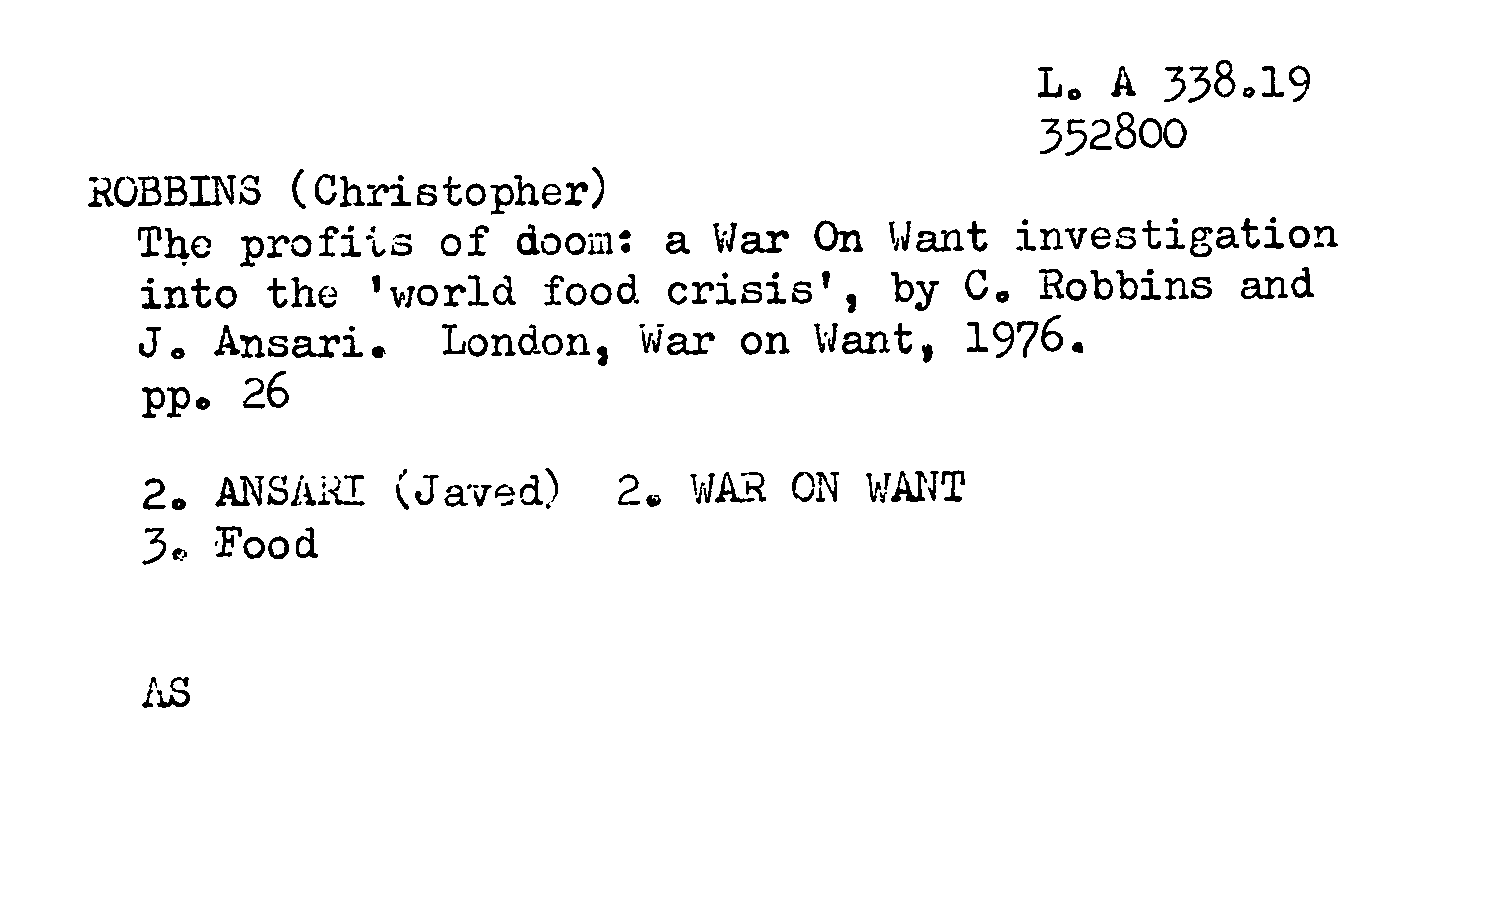 L. A 338.19
352800
ROBBINS (Christopher)
The profits of doom: a War On Want investigation
into the 'world food crisis', by C. Robbins and
J. Ansari. London, War on Want, 1976.
pp. 26
2. ANSARI (Javed) 2. WAR ON WANT
3. Food
AS